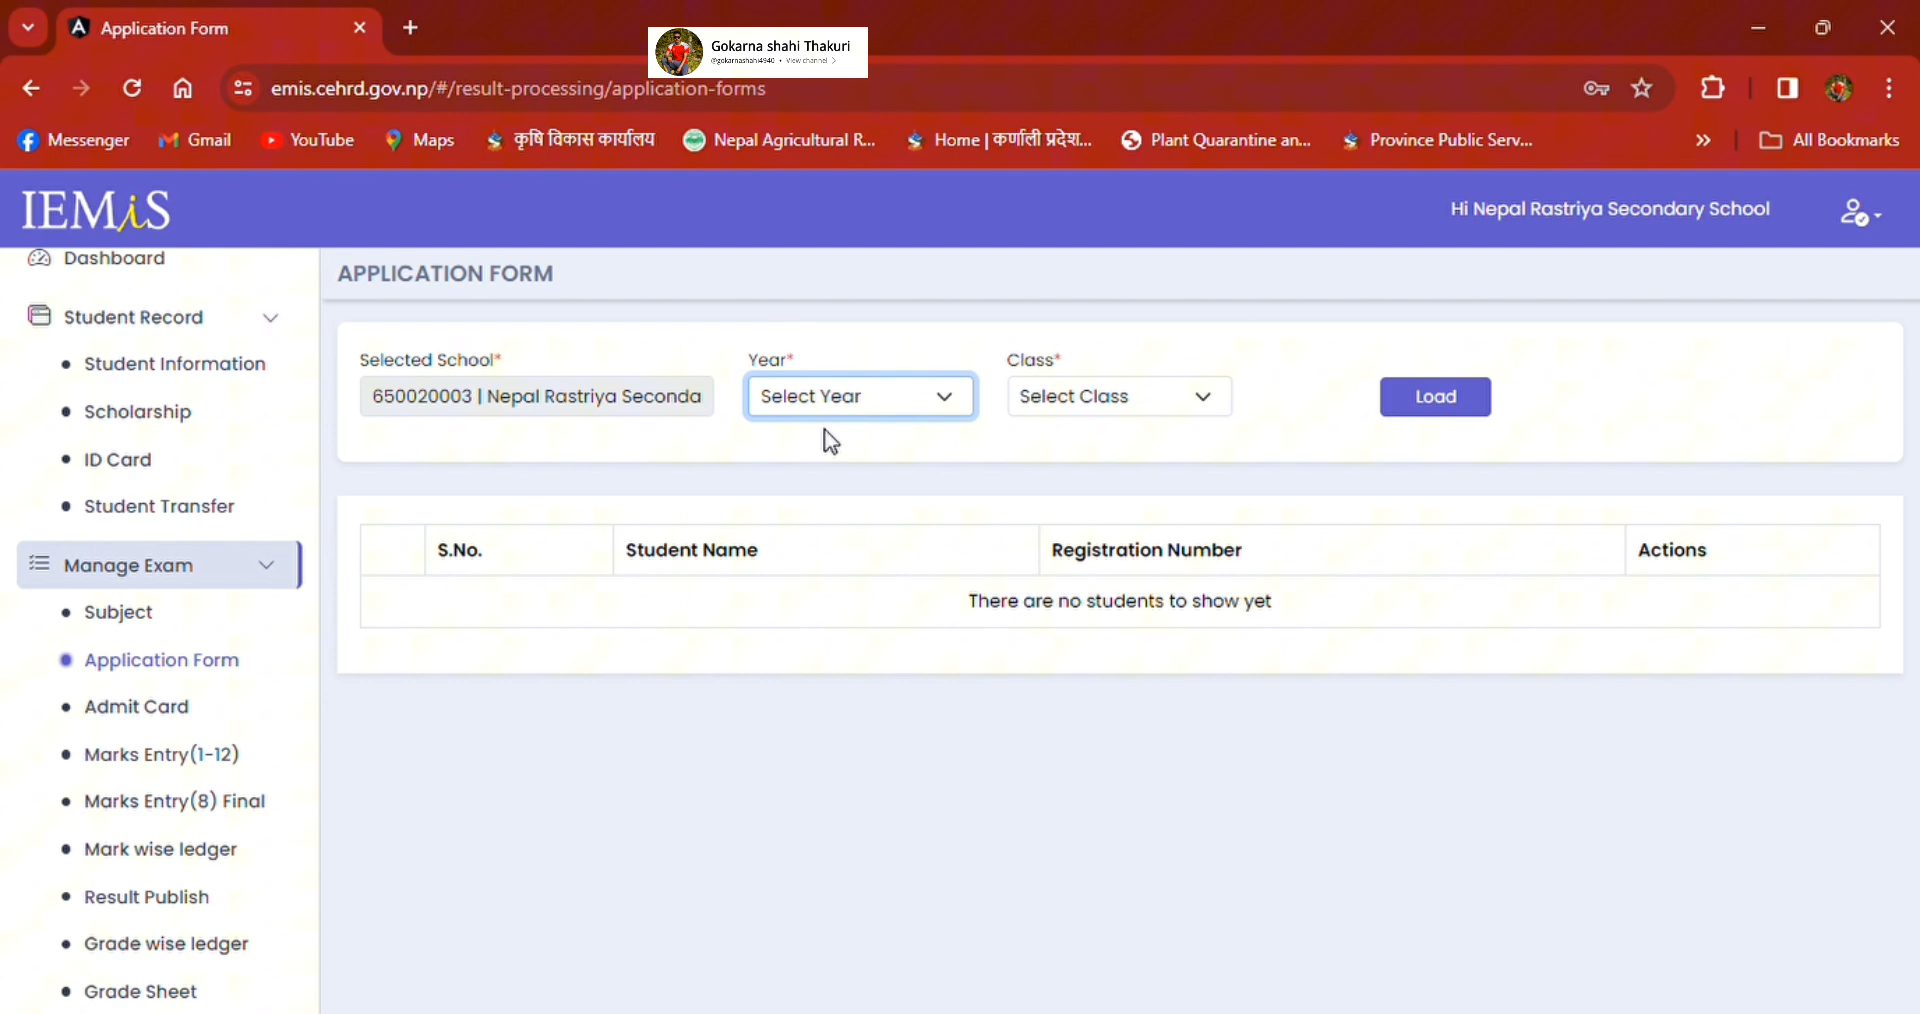 Application Form
Gokarna shahi Thakuri
@gokarnashahi4940 • View channel
emis.cehrd.gov.np/#/result-processing/application-forms
Messenger
Gmail
YouTube
Maps
कृषि विकास कार्यालय
Nepal Agricultural R...
Home | कर्णाली प्रदेश...
Plant Quarantine an...
Province Public Serv...
All Bookmarks
IEMiS
Hi Nepal Rastriya Secondary School
Dashboard
Student Record
Student Information
Scholarship
ID Card
Student Transfer
Manage Exam
Subject
Application Form
Admit Card
Marks Entry(1-12)
Marks Entry(8) Final
Mark wise ledger
Result Publish
Grade wise ledger
Grade Sheet
APPLICATION FORM
Selected School* Year* Class*
650020003 | Nepal Rastriya Seconda Select Year Select Class Load
S.No. Student Name Registration Number Actions
There are no students to show yet